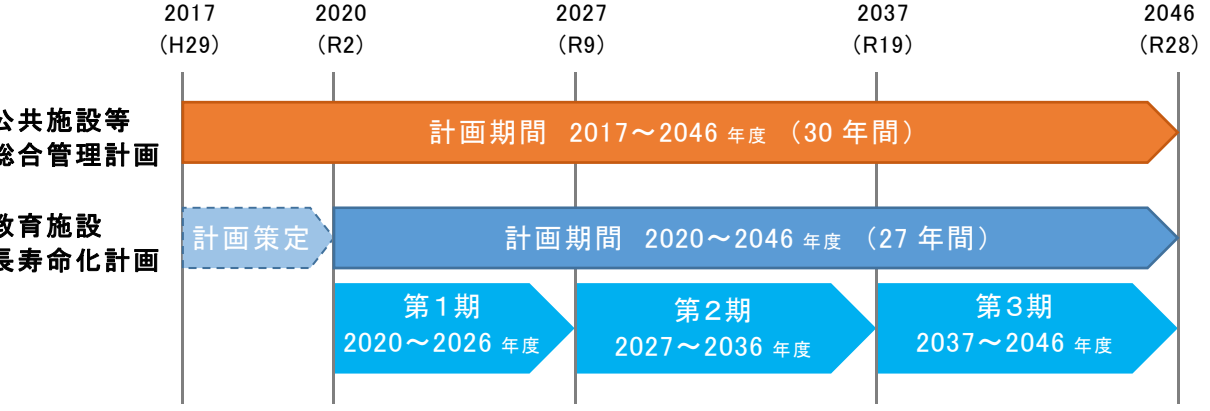 2017 2020 2027 2037 2046
（H29） （R2） （R9） （R19） （R28）
公共施設等
総合管理計画
計画期間 2017～2046 年度 （30 年間）
教育施設
長寿命化計画
計画策定
計画期間 2020～2046 年度 （27 年間）
第１期
2020～2026 年度
第２期
2027～2036 年度
第３期
2037～2046 年度